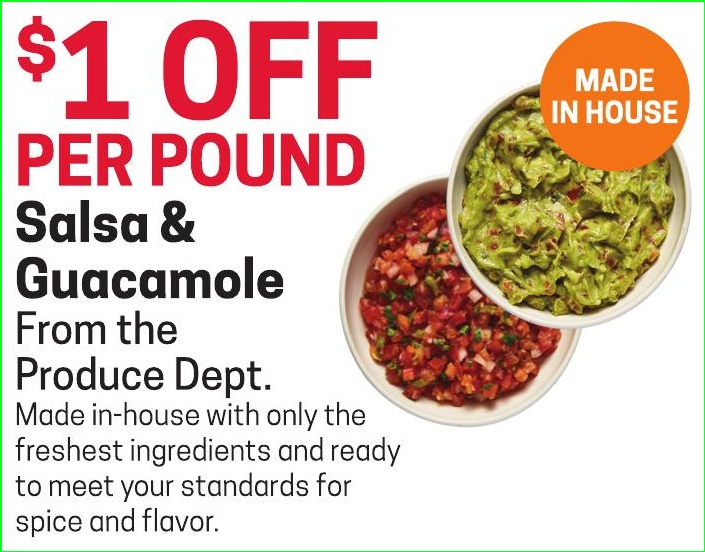 $1 OFF
PER POUND
Salsa &
Guacamole
From the
Produce Dept.
Made in-house with only the
freshest ingredients and ready
to meet your standards for
spice and flavor.
MADE
IN HOUSE